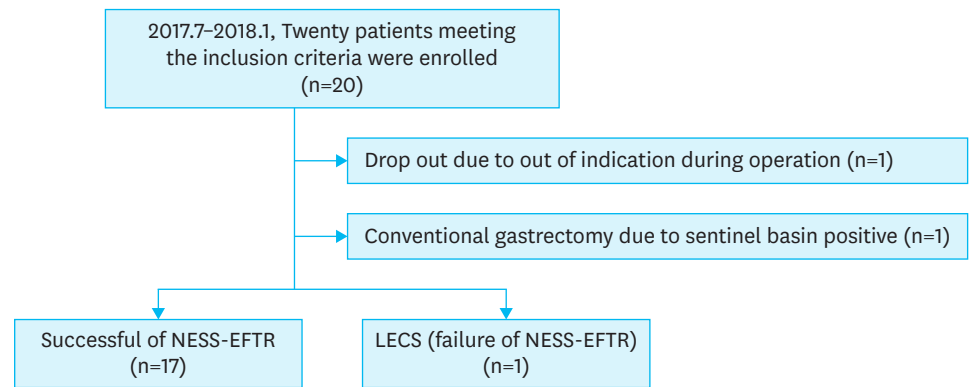 2017.7–2018.1, Twenty patients meeting
the inclusion criteria were enrolled
(n=20)
Drop out due to out of indication during operation (n=1)
Conventional gastrectomy due to sentinel basin positive (n=1)
Successful of NESS-EFTR
(n=17)
LECS (failure of NESS-EFTR)
(n=1)